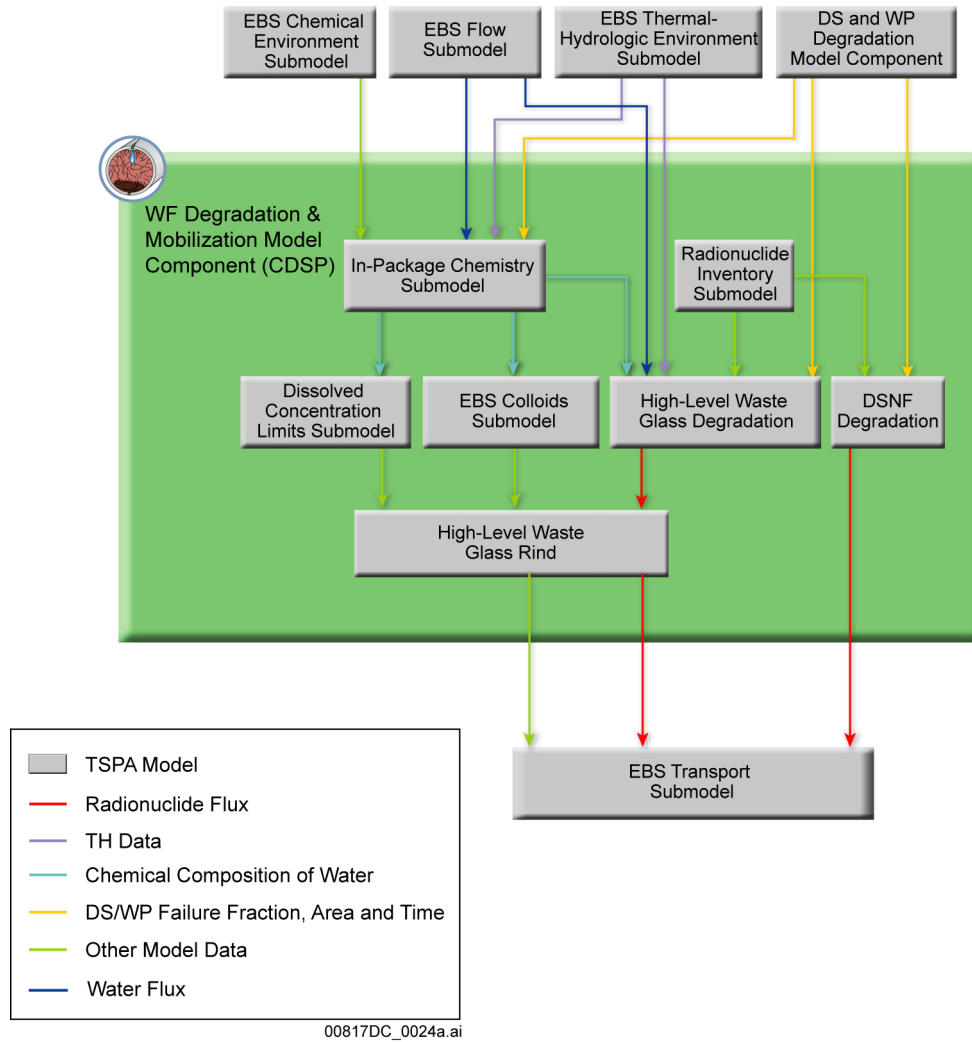 EBS Chemical
Environment
Submodel
EBS Flow
Submodel
EBS Thermal-
Hydrologic Environment
Submodel
DS and WP
Degradation
Model Component
WF Degradation &
Mobilization Model
Component (CDSP)
In-Package Chemistry
Submodel
Radionuclide
Inventory
Submodel
Dissolved
Concentration
Limits Submodel
EBS Colloids
Submodel
High-Level Waste
Glass Degradation
DSNF
Degradation
High-Level Waste
Glass Rind
EBS Transport
Submodel
TSPA Model
Radionuclide Flux
TH Data
Chemical Composition of Water
DS/WP Failure Fraction, Area and Time
Other Model Data
Water Flux
00817DC_0024a.ai